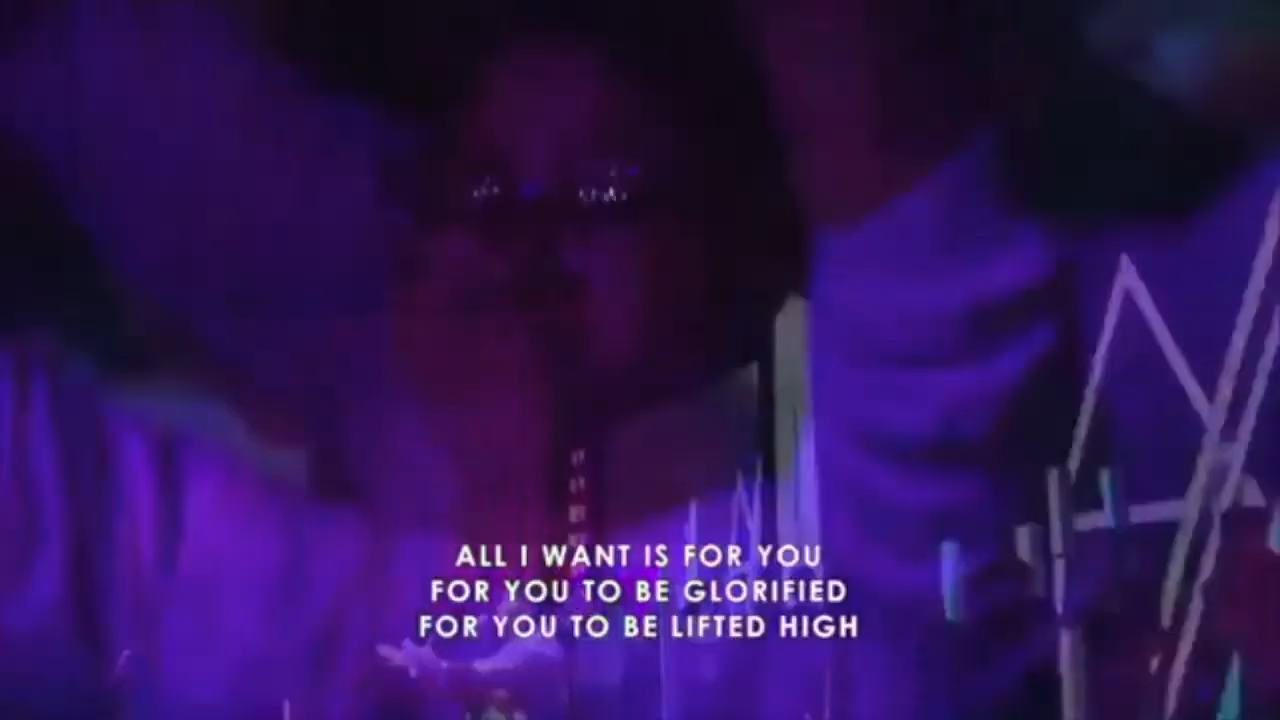 ALL I WANT IS FOR YOU
FOR YOU TO BE GLORIFIED
FOR YOU TO BE LIFTED HIGH